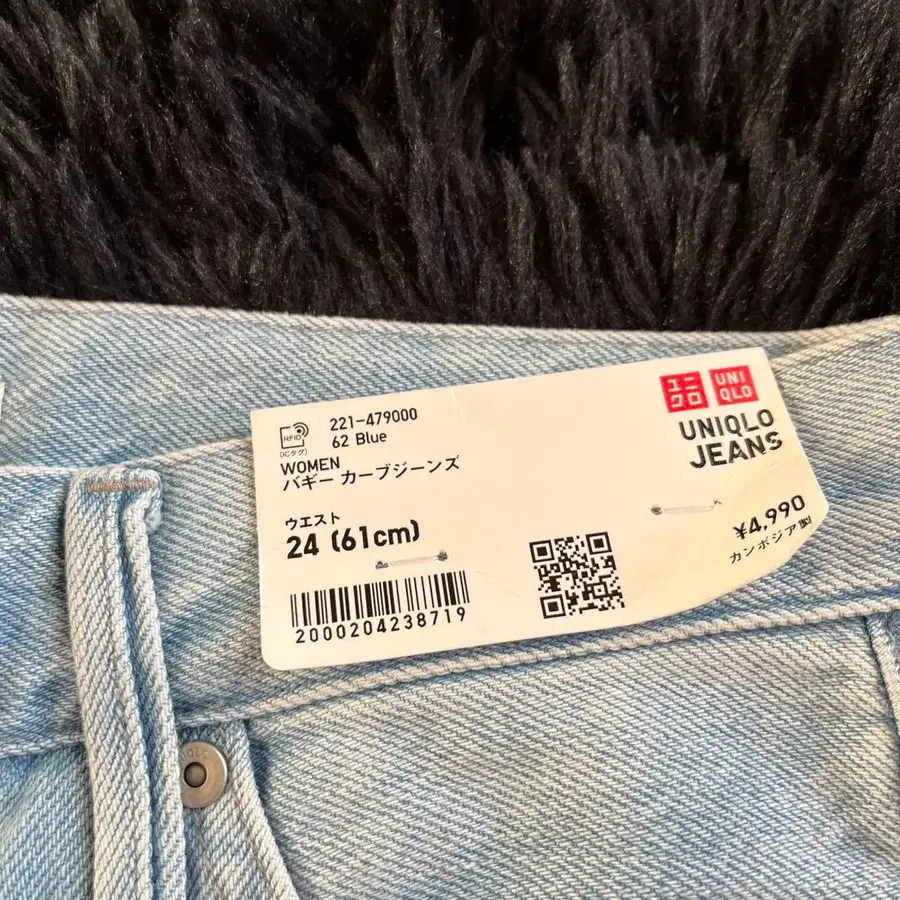 ユニ
クロ
UNI
QLO
UNIQLO
JEANS
RFID
(ICタグ)
221-479000
62 Blue
WOMEN
バギー カーブジーンズ
ウエスト
24 (61cm)
¥4,990
カンボジア製
2000204238719